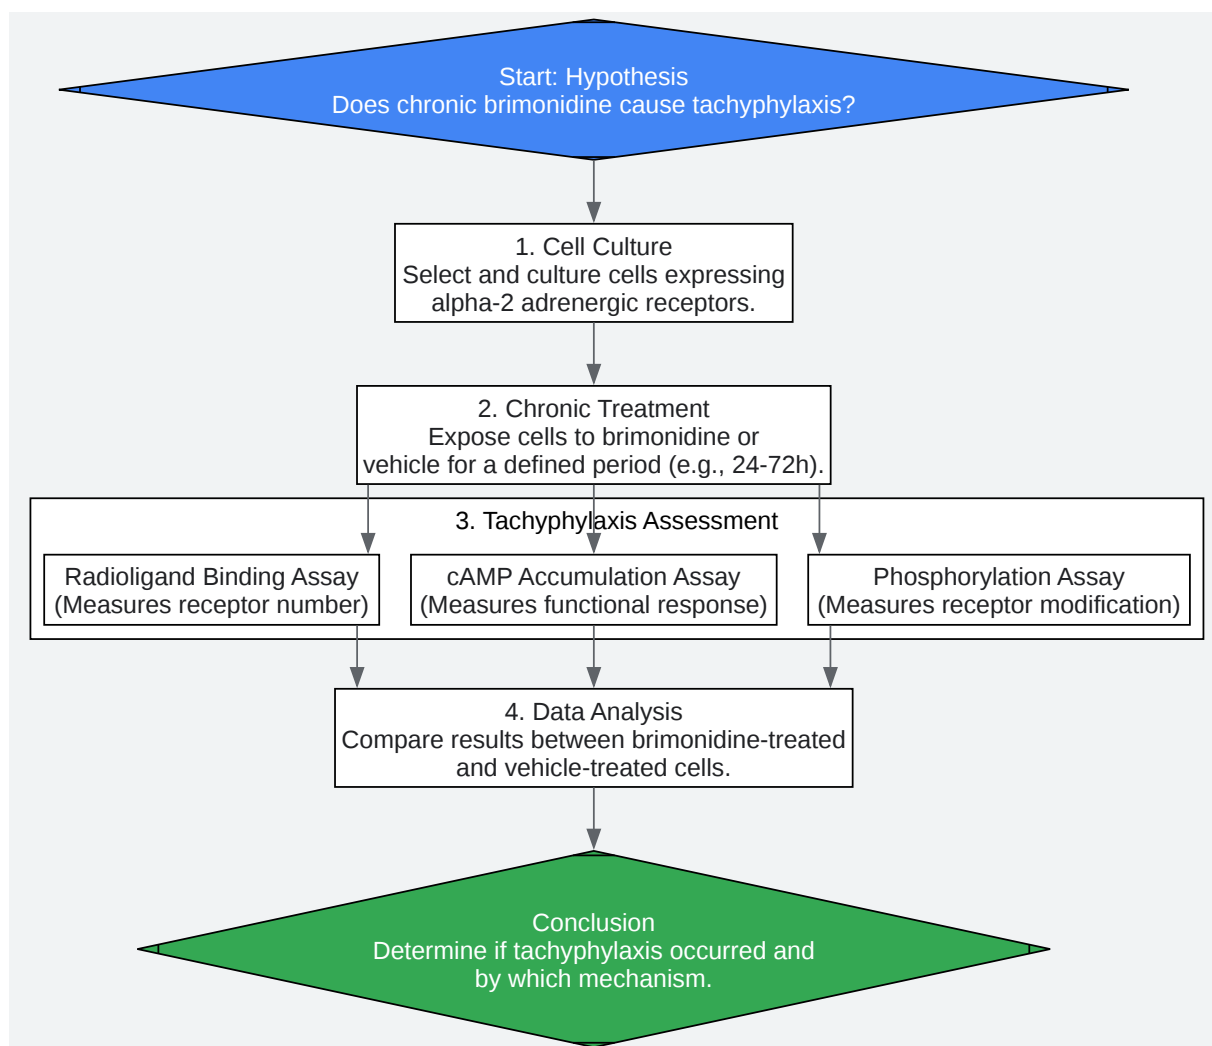 Start: Hypothesis
Does chronic brimonidine cause tachyphylaxis?
1. Cell Culture
Select and culture cells expressing
alpha-2 adrenergic receptors.
2. Chronic Treatment
Expose cells to brimonidine or
vehicle for a defined period (e.g., 24-72h).
3. Tachyphylaxis Assessment
Radioligand Binding Assay
(Measures receptor number)
cAMP Accumulation Assay
(Measures functional response)
Phosphorylation Assay
(Measures receptor modification)
4. Data Analysis
Compare results between brimonidine-treated
and vehicle-treated cells.
Conclusion
Determine if tachyphylaxis occurred and
by which mechanism.